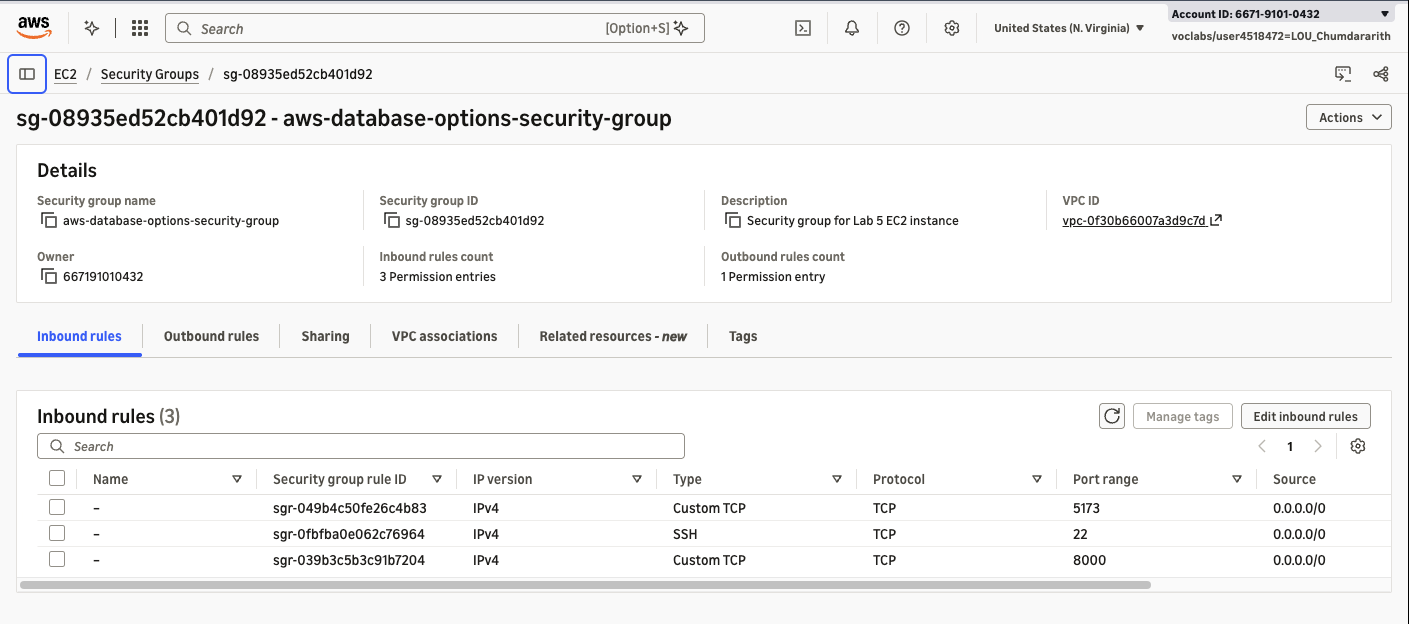 aws
Search [Option+S]
United States (N. Virginia)
Account ID: 6671-9101-0432
voclabs/user4518472=LOU_Chumdararith
EC2 / Security Groups / sg-08935ed52cb401d92
sg-08935ed52cb401d92 - aws-database-options-security-group
Actions
Details
Security group name
aws-database-options-security-group
Security group ID
sg-08935ed52cb401d92
Description
Security group for Lab 5 EC2 instance
VPC ID
vpc-0f30b66007a3d9c7d
Owner
667191010432
Inbound rules count
3 Permission entries
Outbound rules count
1 Permission entry
Inbound rules Outbound rules Sharing VPC associations Related resources - new Tags
Inbound rules (3)
Manage tags Edit inbound rules
Search
1
Name Security group rule ID IP version Type Protocol Port range Source
– sgr-049b4c50fe26c4b83 IPv4 Custom TCP TCP 5173 0.0.0.0/0
– sgr-0fbfba0e062c76964 IPv4 SSH TCP 22 0.0.0.0/0
– sgr-039b3c5b3c91b7204 IPv4 Custom TCP TCP 8000 0.0.0.0/0